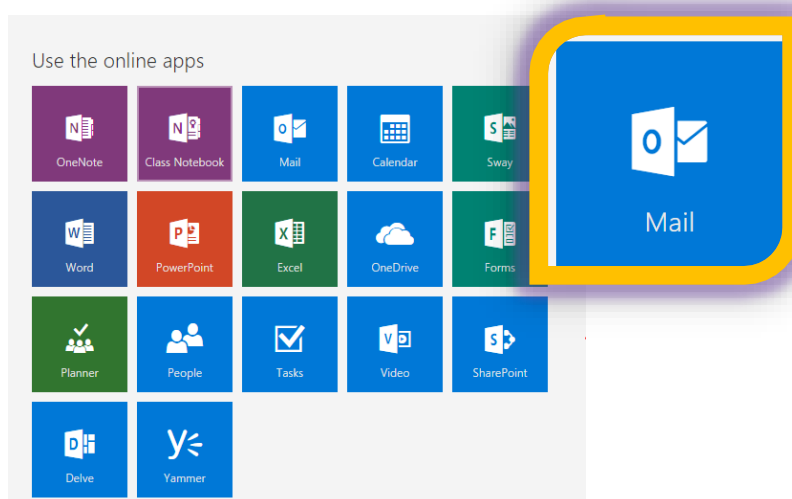 Use the online apps
OneNote
Class Notebook
Mail
Calendar
Sway
Word
PowerPoint
Excel
OneDrive
Forms
Planner
People
Tasks
Video
SharePoint
Delve
Yammer
Mail